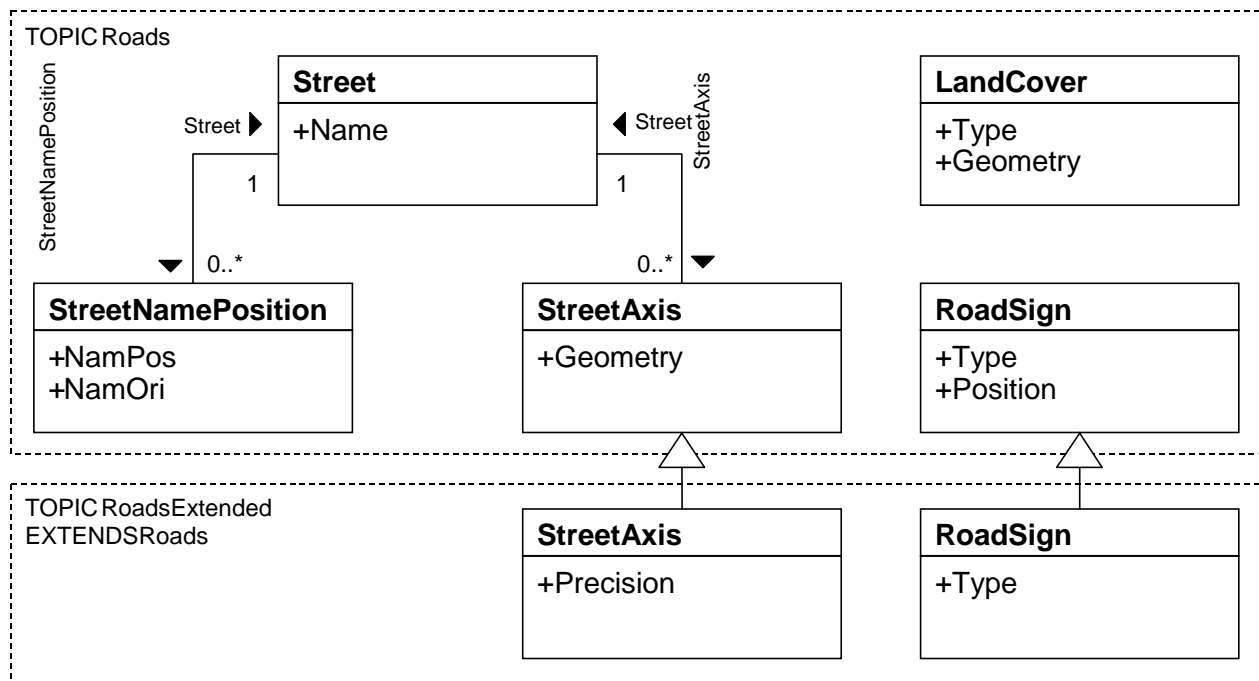 TOPIC Roads
StreetNamePosition
Street
+Name
Street
1
0..*
Street
StreetAxis
1
0..*
LandCover
+Type
+Geometry
StreetNamePosition
+NamPos
+NamOri
StreetAxis
+Geometry
RoadSign
+Type
+Position
TOPIC RoadsExtended
EXTENDSRoads
StreetAxis
+Precision
RoadSign
+Type